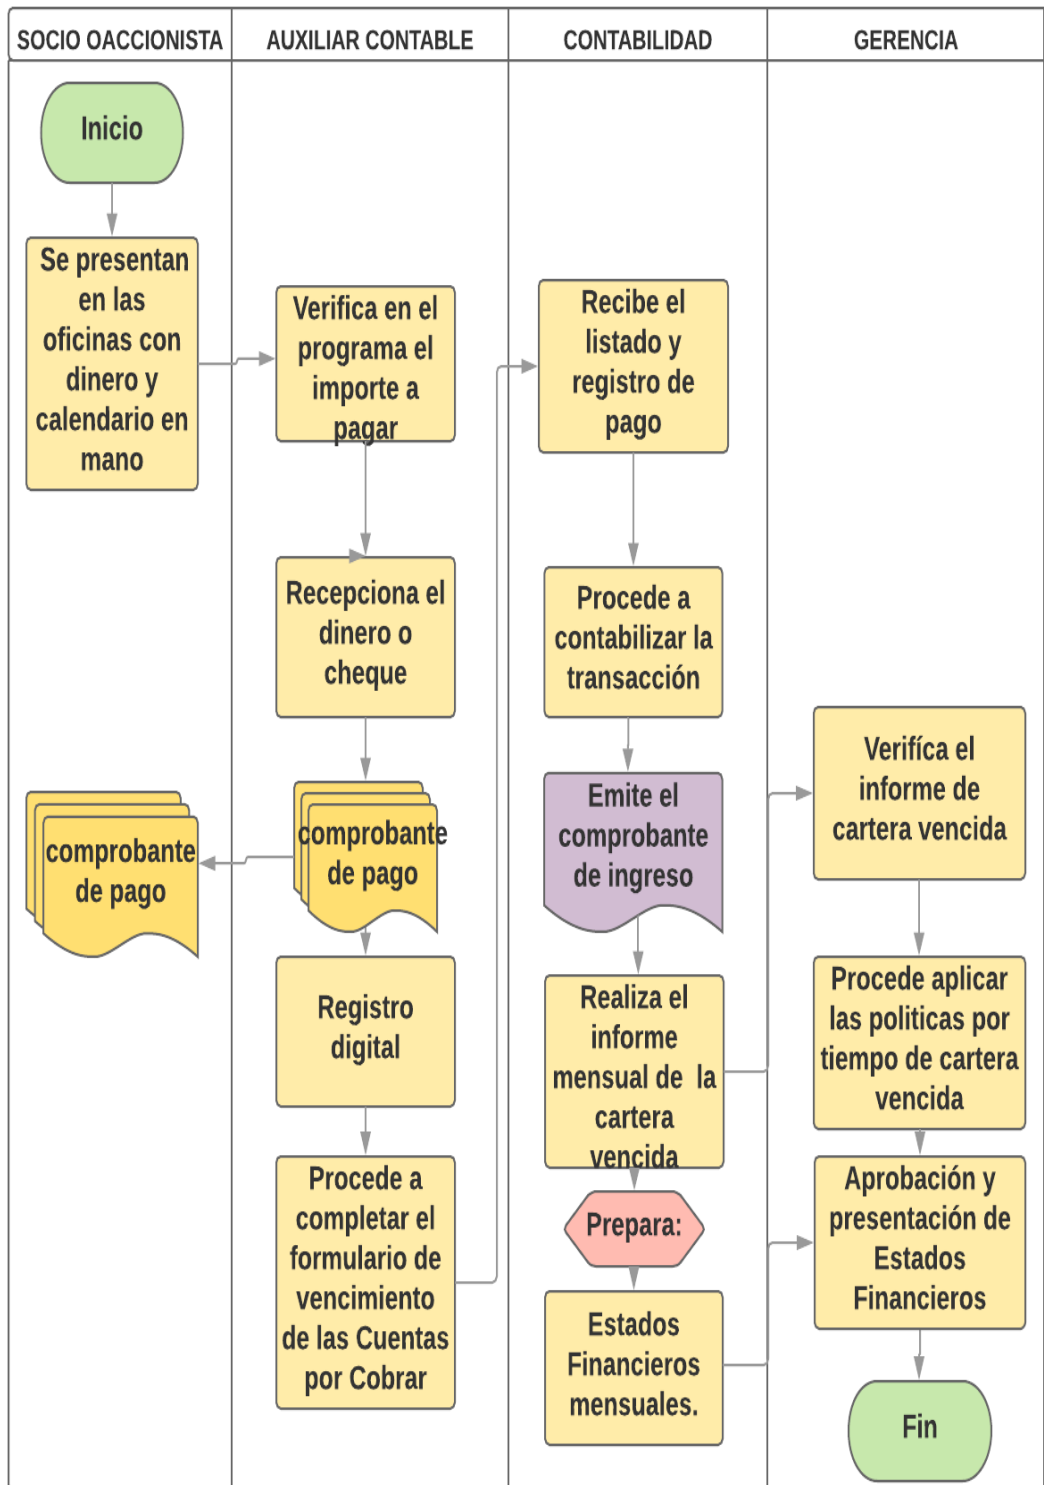 SOCIO OACCIONISTA
AUXILIAR CONTABLE
CONTABILIDAD
GERENCIA
Inicio
Se presentan
en las
oficinas con
dinero y
calendario en
mano
comprobante
de pago
Verifica en el
programa el
importe a
pagar
Recepciona el
dinero o
cheque
comprobante
de pago
Registro
digital
Procede a
completar el
formulario de
vencimiento
de las Cuentas
por Cobrar
Recibe el
listado y
registro de
pago
Procede a
contabilizar la
transacción
Emite el
comprobante
de ingreso
Realiza el
informe
mensual de la
cartera
vencida
Prepara:
Estados
Financieros
mensuales.
Verifíca el
informe de
cartera vencida
Procede aplicar
las politicas por
tiempo de cartera
vencida
Aprobación y
presentación de
Estados
Financieros
Fin